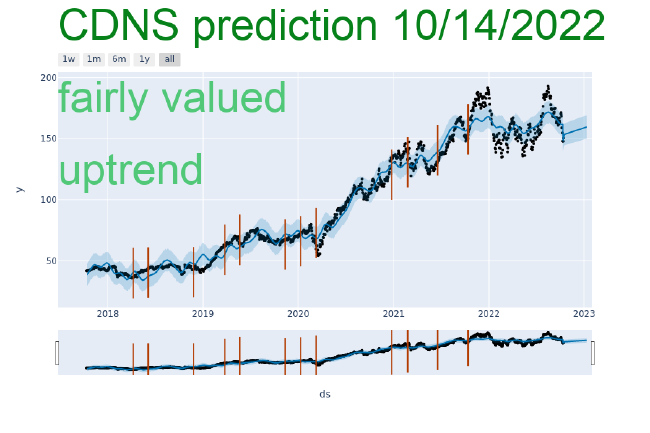 CDNS prediction 10/14/2022
1w 1m 6m 1y all
fairly valued
uptrend
y
200
150
100
50
2018 2019 2020 2021 2022 2023
ds